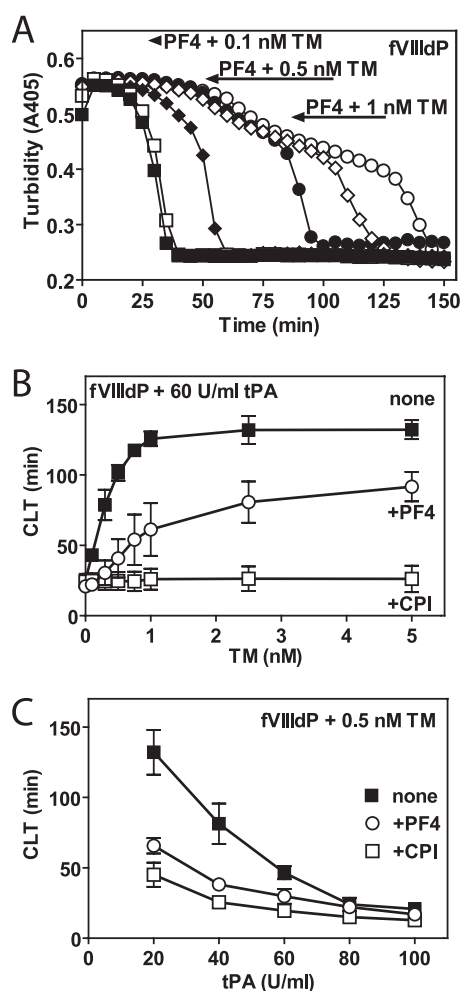 A
PF4 + 0.1 nM TM
fVIIIdP
PF4 + 0.5 nM TM
PF4 + 1 nM TM
Turbidity (A405)
0.6
0.5
0.4
0.3
0.2
0 25 50 75 100 125 150
Time (min)
B
fVIIIdP + 60 U/ml tPA
none
+PF4
+CPI
CLT (min)
150
100
50
0
0 1 2 3 4 5
TM (nM)
C
fVIIIdP + 0.5 nM TM
none
+PF4
+CPI
CLT (min)
150
100
50
0
20 40 60 80 100
tPA (U/ml)